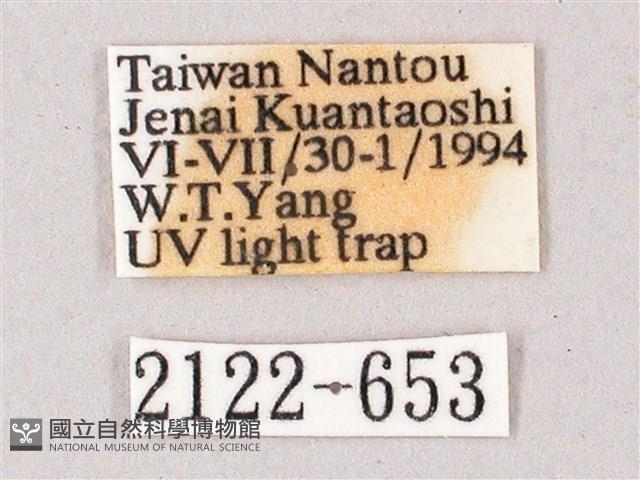 Taiwan Nantou
Jenai Kuantaoshi
VI-VII/30-1/1994
W.T.Yang
UV light trap
2122-653
國立自然科學博物館
NATIONAL MUSEUM OF NATURAL SCIENCE